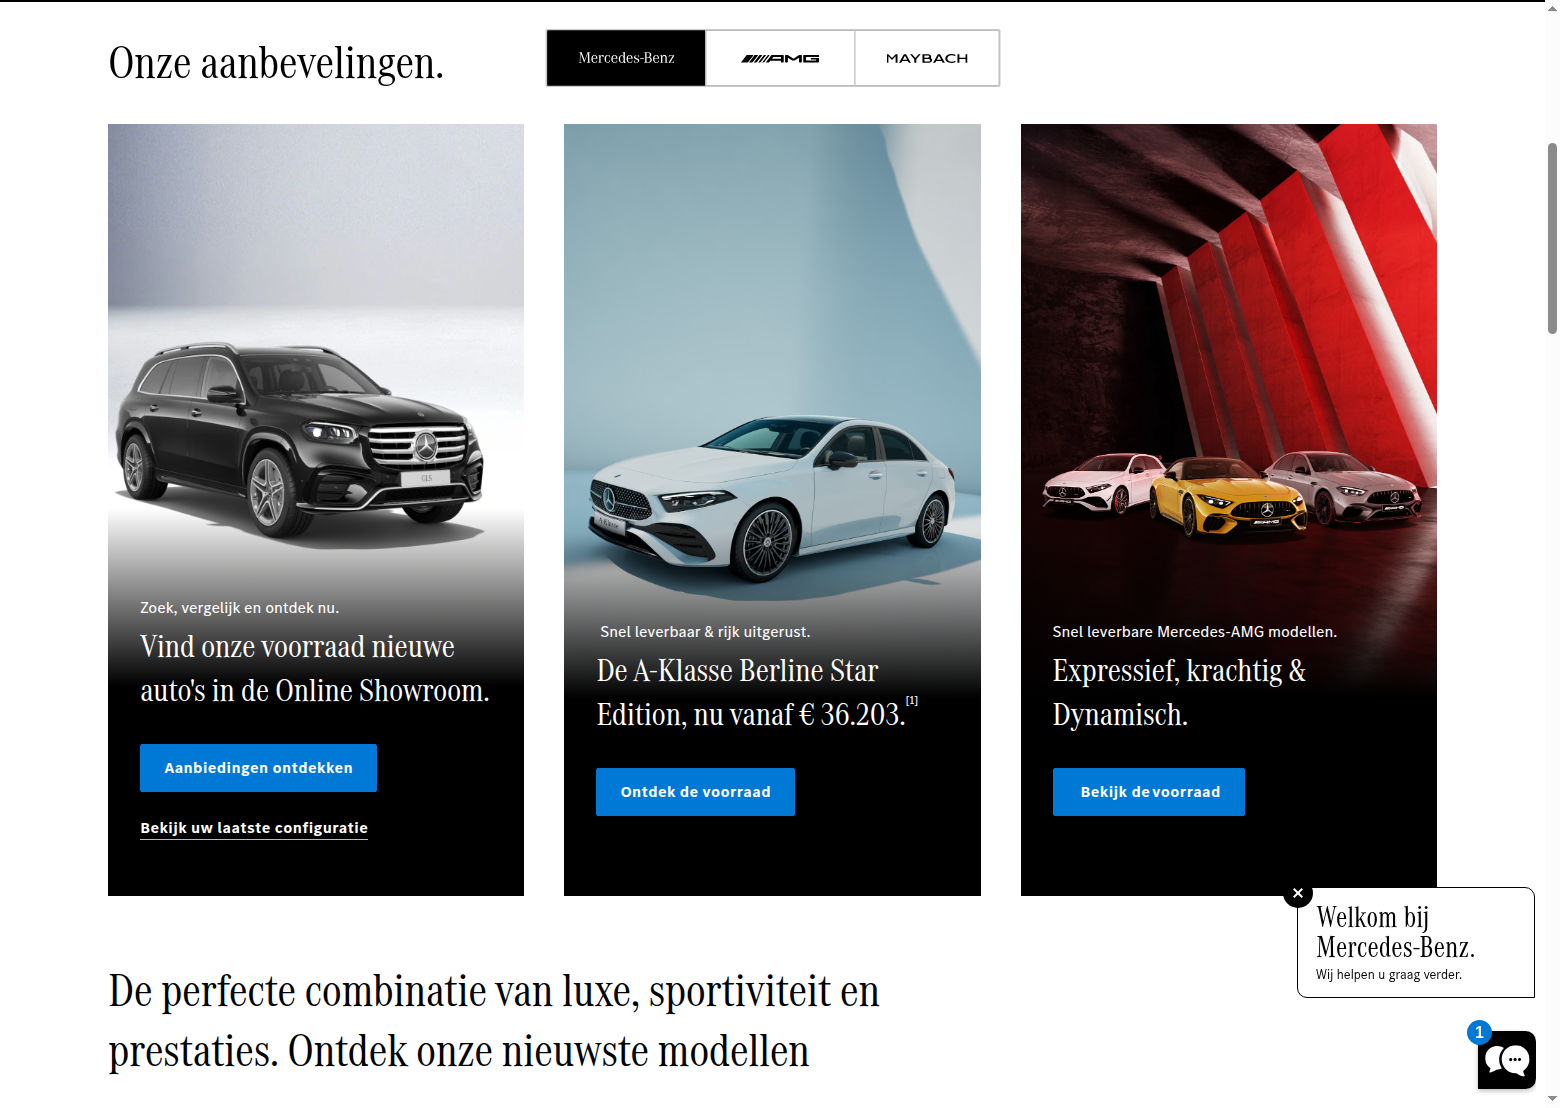 Onze aanbevelingen.
Mercedes-Benz
AMG
MAYBACH
GLS
Zoek, vergelijk en ontdek nu.
Vind onze voorraad nieuwe
auto's in de Online Showroom.
Aanbiedingen ontdekken
Bekijk uw laatste configuratie
A-Klasse
Snel leverbaar & rijk uitgerust.
De A-Klasse Berline Star
Edition, nu vanaf € 36.203.[1]
Ontdek de voorraad
AMG
Snel leverbare Mercedes-AMG modellen.
Expressief, krachtig &
Dynamisch.
Bekijk de voorraad
Welkom bij
Mercedes-Benz.
Wij helpen u graag verder.
De perfecte combinatie van luxe, sportiviteit en
prestaties. Ontdek onze nieuwste modellen
1